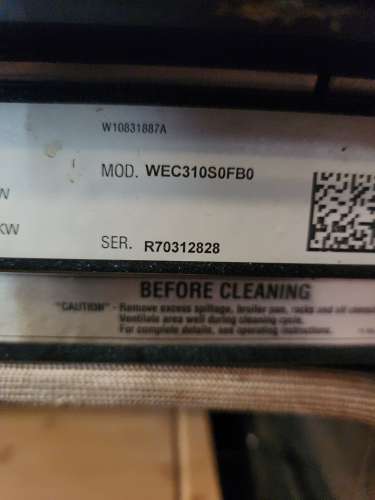 W10831887A
MOD. WEC310S0FB0
W
KW
SER. R70312828
BEFORE CLEANING
"CAUTION" - Remove excess spillage, broiler pan, racks and all
Ventilate area well during cleaning cycle.
For complete details, see operating instructions.